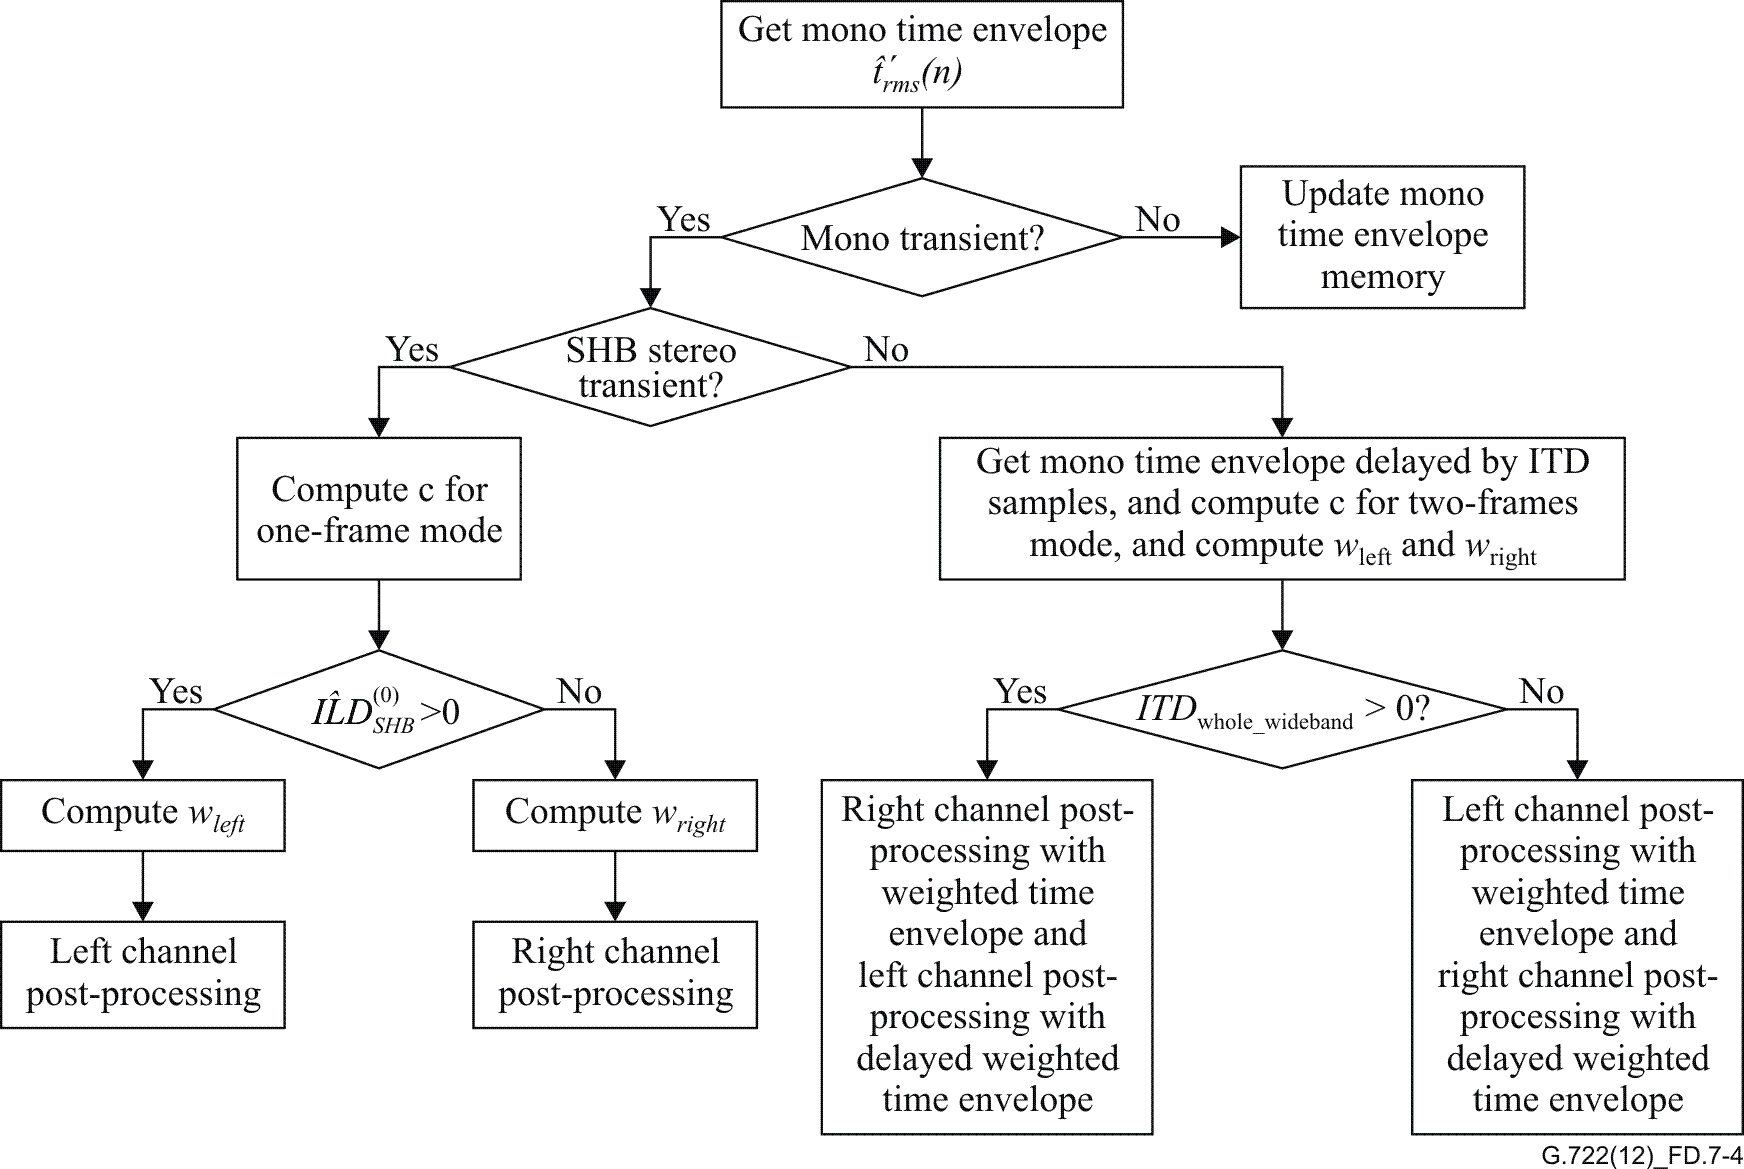 Get mono time envelope
t̂′rms(n)
Mono transient?
Yes
No
Update mono
time envelope
memory
SHB stereo
transient?
Yes
No
Compute c for
one-frame mode
Get mono time envelope delayed by ITD
samples, and compute c for two-frames
mode, and compute wleft and wright
IL̂D(0)SHB >0
Yes
No
ITDwhole_wideband > 0?
Yes
No
Compute wleft
Compute wright
Left channel
post-processing
Right channel
post-processing
Right channel post-
processing with
weighted time
envelope and
left channel post-
processing with
delayed weighted
time envelope
Left channel post-
processing with
weighted time
envelope and
right channel post-
processing with
delayed weighted
time envelope
G.722(12)_FD.7-4